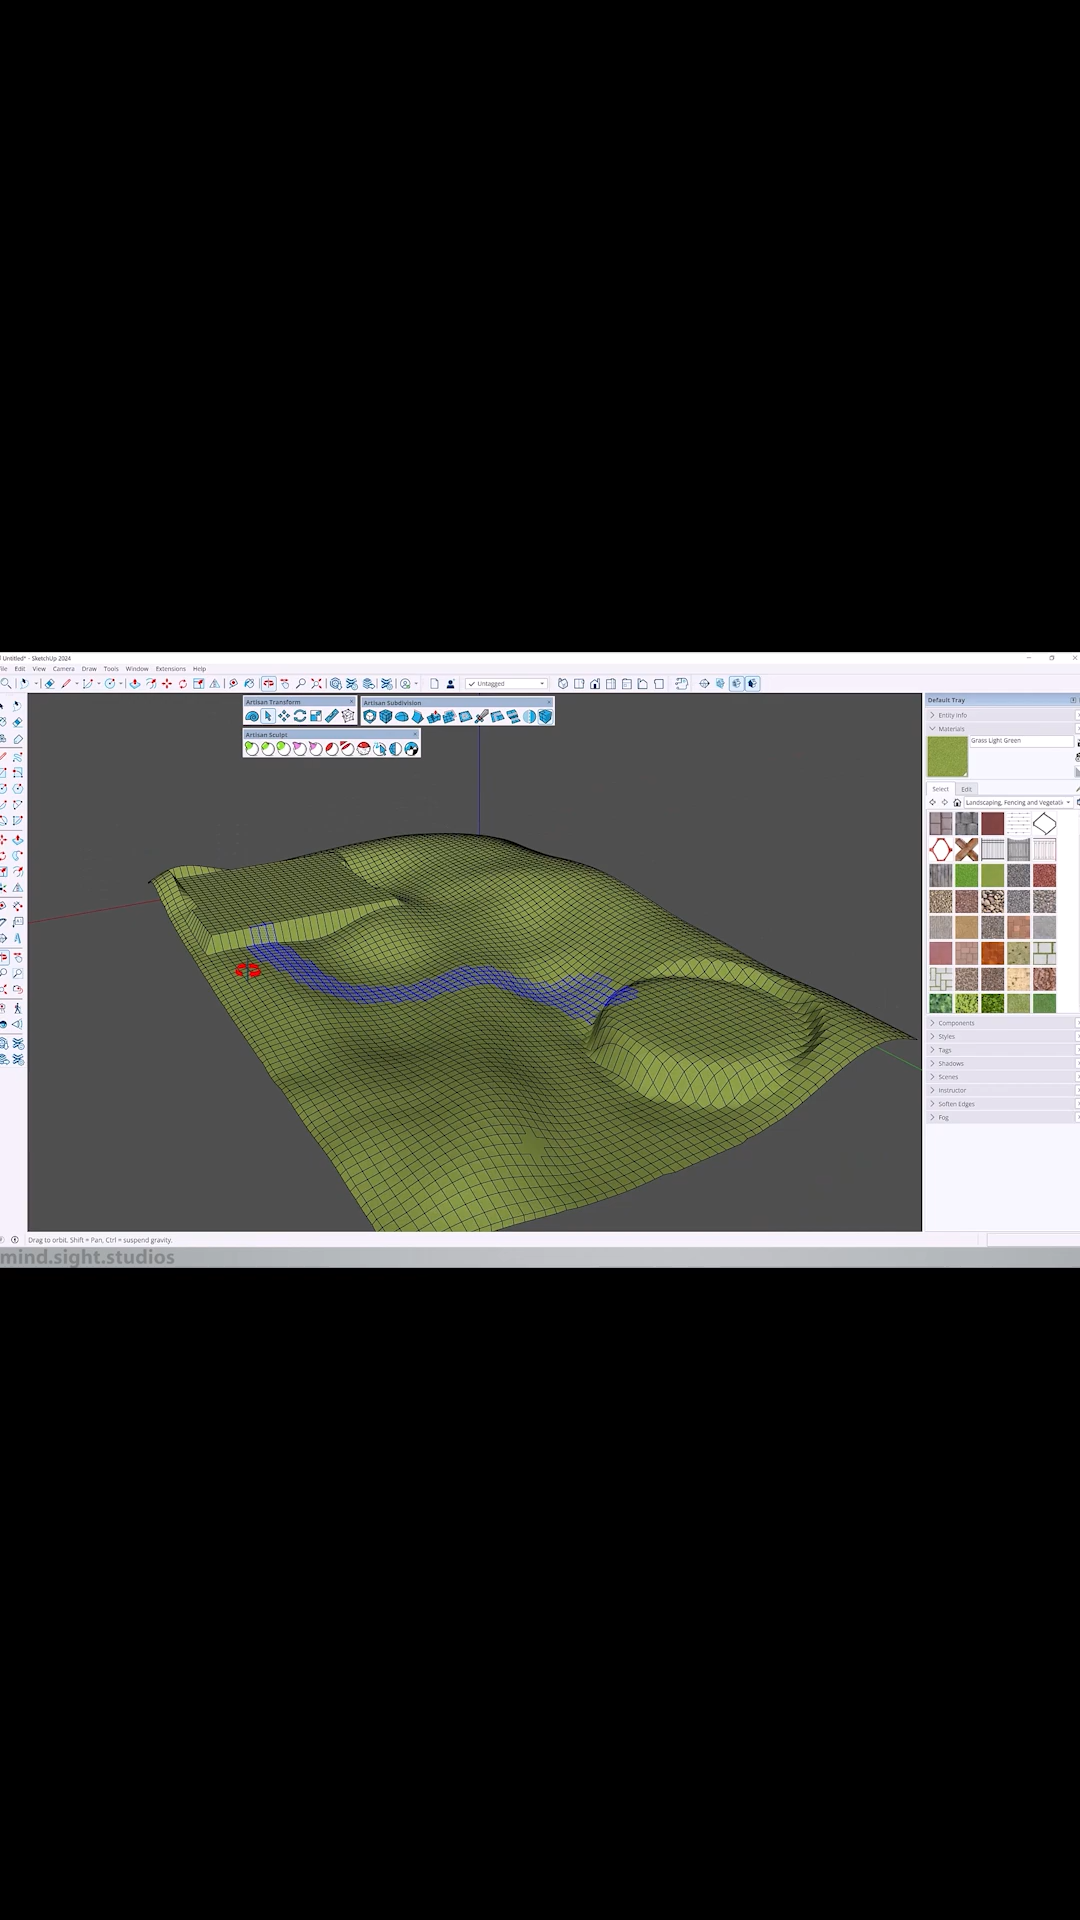 Untitled* - SketchUp 2024
File Edit View Camera Draw Tools Window Extensions Help
Untagged
Artisan Transform
Artisan Subdivision
Artisan Sculpt
Default Tray
Entity Info
Materials
Grass Light Green
Select Edit
Landscaping, Fencing and Vegetati
Components
Styles
Tags
Shadows
Scenes
Instructor
Soften Edges
Fog
Drag to orbit. Shift = Pan, Ctrl = suspend gravity.
mind.sight.studios